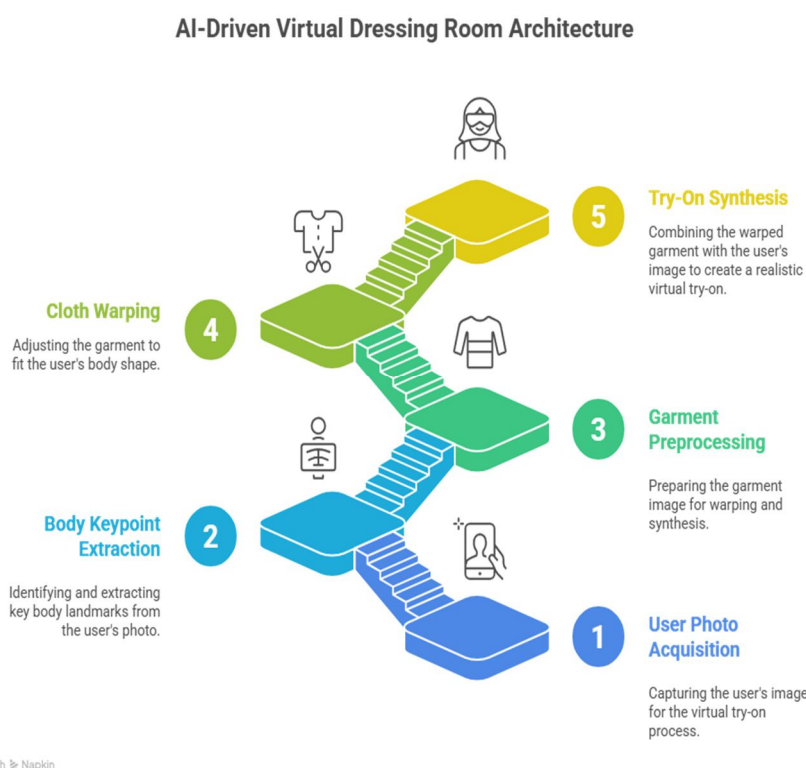 AI-Driven Virtual Dressing Room Architecture
5
Try-On Synthesis
Combining the warped
garment with the user's
image to create a realistic
virtual try-on.
Cloth Warping
4
Adjusting the garment to
fit the user's body shape.
3
Garment
Preprocessing
Preparing the garment
image for warping and
synthesis.
Body Keypoint
Extraction
2
Identifying and extracting
key body landmarks from
the user's photo.
1
User Photo
Acquisition
Capturing the user's image
for the virtual try-on
process.
h Napkin